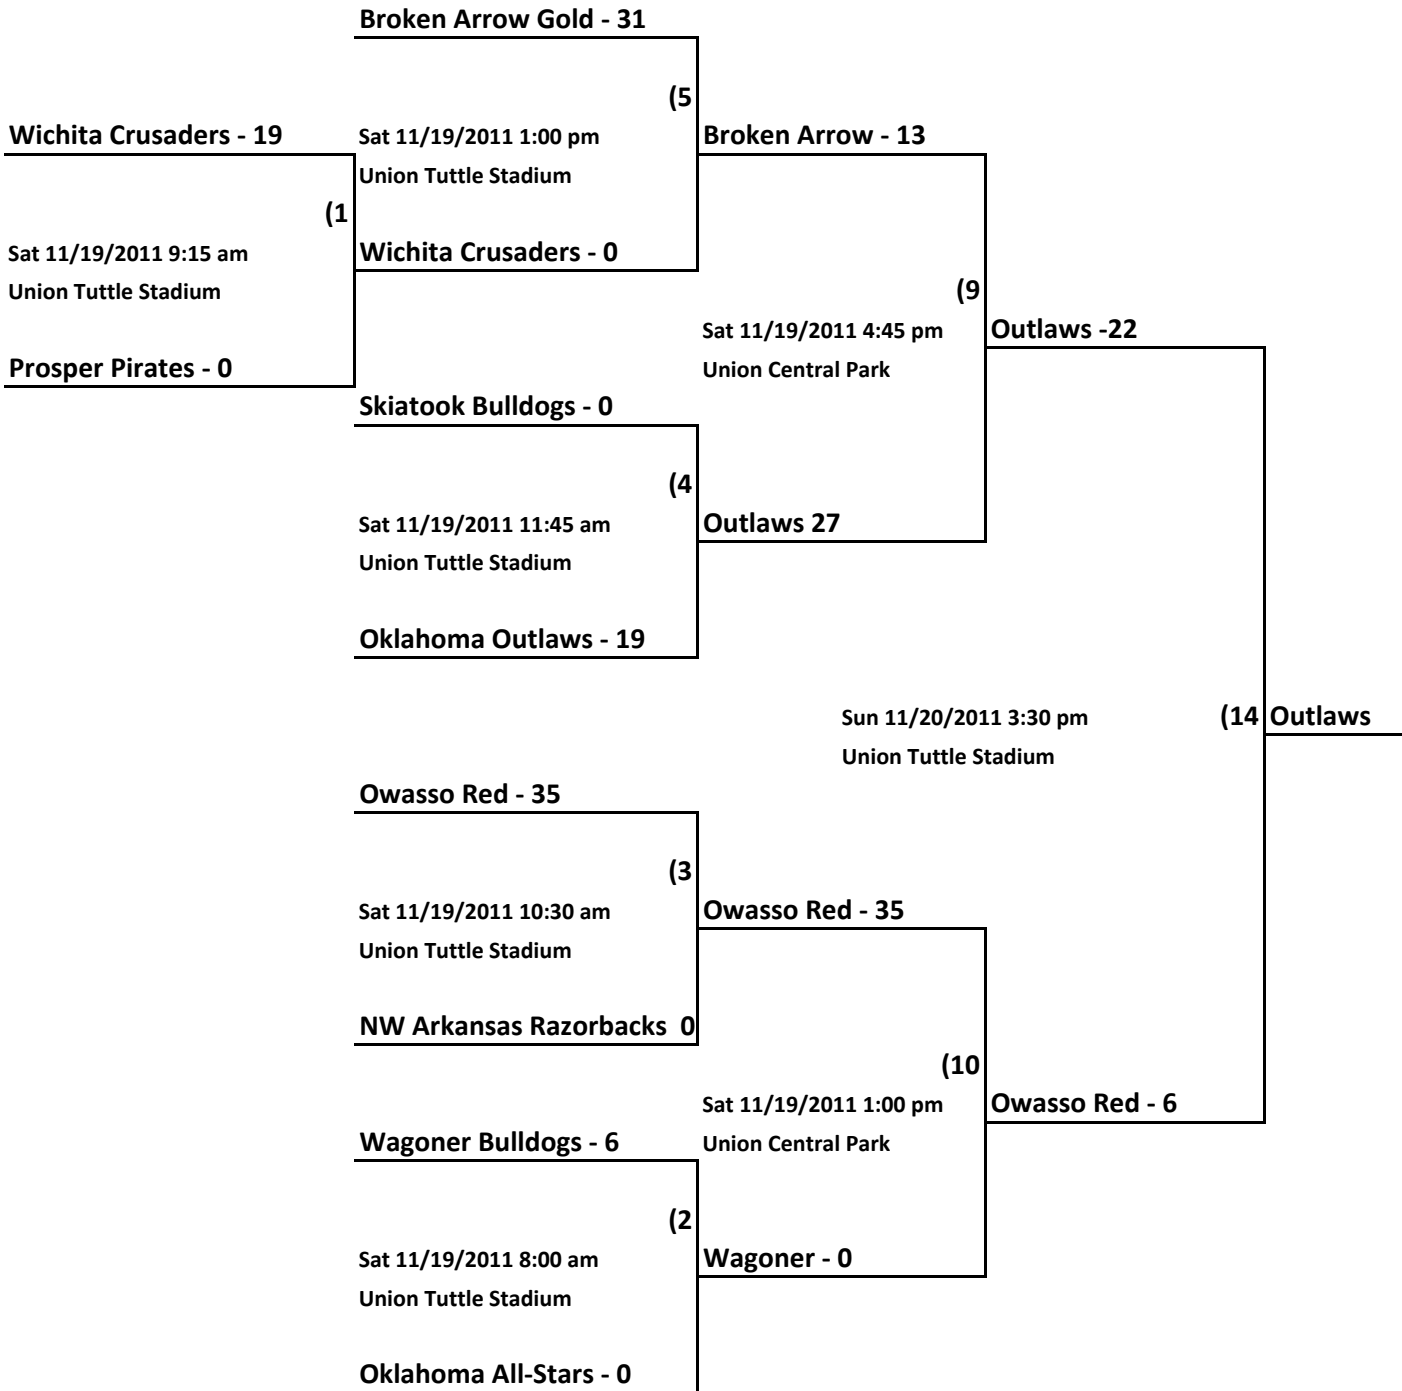 Broken Arrow Gold - 31
(5
Wichita Crusaders - 19
Sat 11/19/2011 1:00 pm
Broken Arrow - 13
Union Tuttle Stadium
(1
Sat 11/19/2011 9:15 am
Wichita Crusaders - 0
Union Tuttle Stadium
(9
Sat 11/19/2011 4:45 pm
Outlaws -22
Prosper Pirates - 0
Union Central Park
Skiatook Bulldogs - 0
(4
Sat 11/19/2011 11:45 am
Outlaws 27
Union Tuttle Stadium
Oklahoma Outlaws - 19
Sun 11/20/2011 3:30 pm
(14
Outlaws
Union Tuttle Stadium
Owasso Red - 35
(3
Sat 11/19/2011 10:30 am
Owasso Red - 35
Union Tuttle Stadium
NW Arkansas Razorbacks 0
(10
Sat 11/19/2011 1:00 pm
Owasso Red - 6
Wagoner Bulldogs - 6
Union Central Park
(2
Sat 11/19/2011 8:00 am
Wagoner - 0
Union Tuttle Stadium
Oklahoma All-Stars - 0